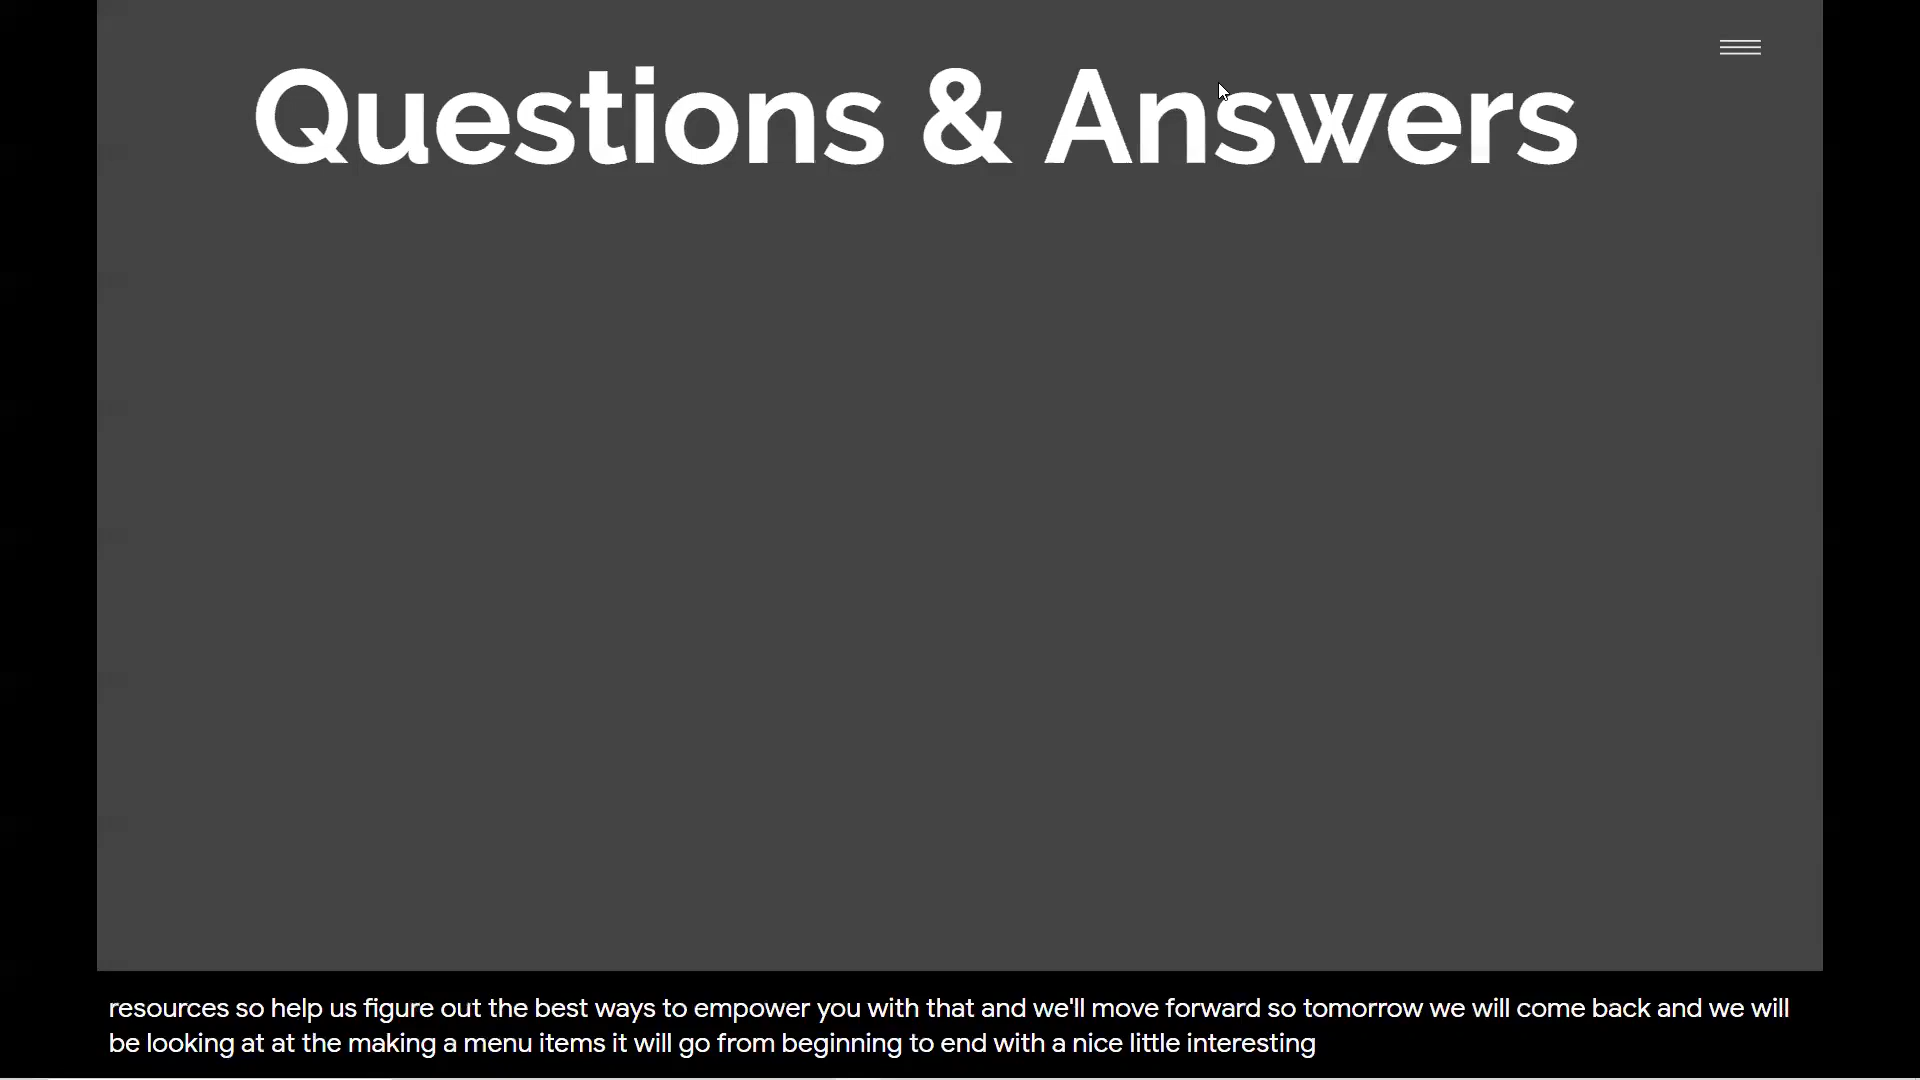 Questions & Answers
resources so help us figure out the best ways to empower you with that and we'll move forward so tomorrow we will come back and we will
be looking at at the making a menu items it will go from beginning to end with a nice little interesting